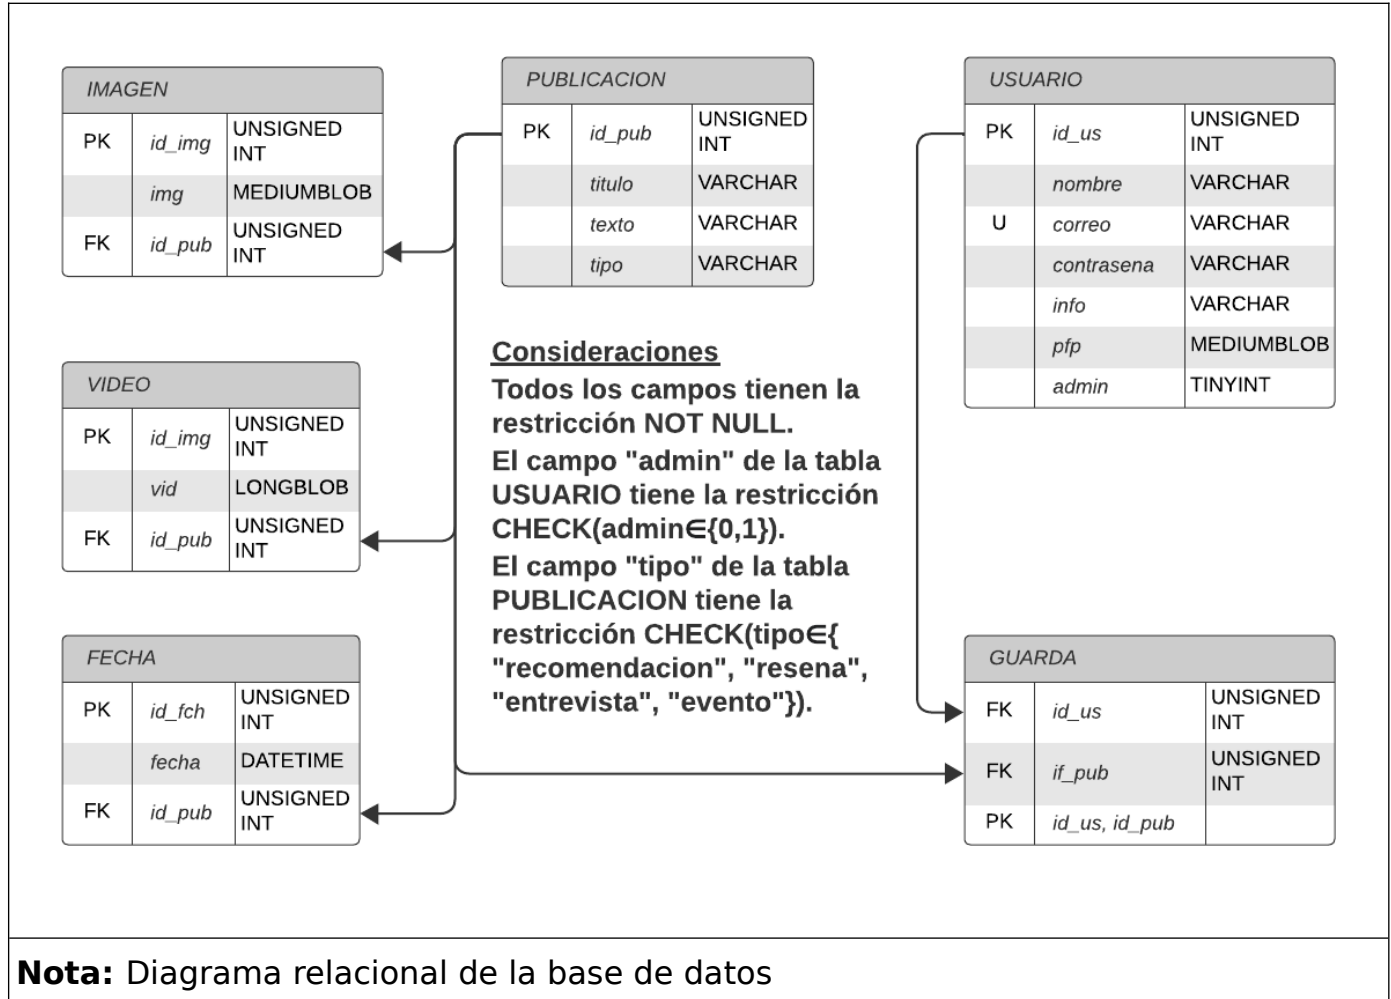 IMAGEN
PK id_img UNSIGNED INT
img MEDIUMBLOB
FK id_pub UNSIGNED INT
PUBLICACION
PK id_pub UNSIGNED INT
titulo VARCHAR
texto VARCHAR
tipo VARCHAR
USUARIO
PK id_us UNSIGNED INT
nombre VARCHAR
U correo VARCHAR
contrasena VARCHAR
info VARCHAR
pfp MEDIUMBLOB
admin TINYINT
VIDEO
PK id_img UNSIGNED INT
vid LONGBLOB
FK id_pub UNSIGNED INT
Consideraciones
Todos los campos tienen la
restricción NOT NULL.
El campo "admin" de la tabla
USUARIO tiene la restricción
CHECK(admin∈{0,1}).
El campo "tipo" de la tabla
PUBLICACION tiene la
restricción CHECK(tipo∈{
"recomendacion", "resena",
"entrevista", "evento"}).
FECHA
PK id_fch UNSIGNED INT
fecha DATETIME
FK id_pub UNSIGNED INT
GUARDA
FK id_us UNSIGNED INT
FK if_pub UNSIGNED INT
PK id_us, id_pub
Nota: Diagrama relacional de la base de datos